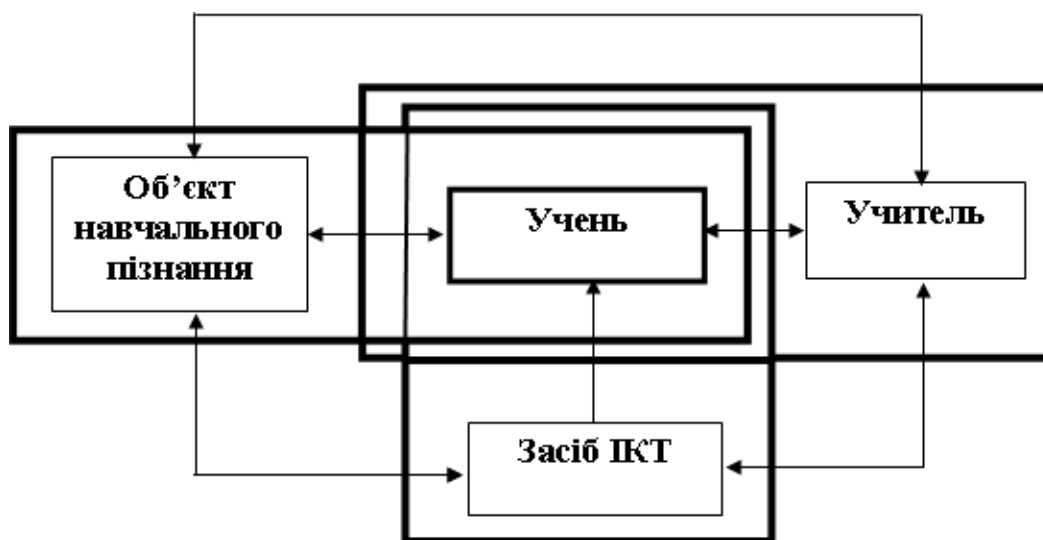 Об’єкт
навчального
пізнання
Учень
Учитель
Засіб ІКТ